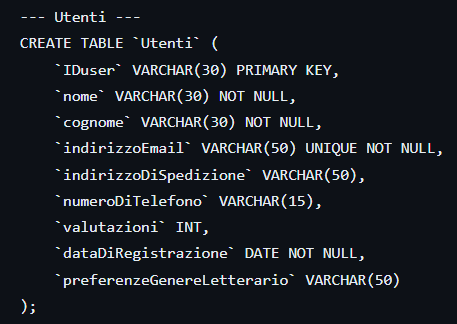 --- Utenti ---
CREATE TABLE `Utenti` (
    `IDuser` VARCHAR(30) PRIMARY KEY,
    `nome` VARCHAR(30) NOT NULL,
    `cognome` VARCHAR(30) NOT NULL,
    `indirizzoEmail` VARCHAR(50) UNIQUE NOT NULL,
    `indirizzoDiSpedizione` VARCHAR(50),
    `numeroDiTelefono` VARCHAR(15),
    `valutazioni` INT,
    `dataDiRegistrazione` DATE NOT NULL,
    `preferenzeGenereLetterario` VARCHAR(50)
);